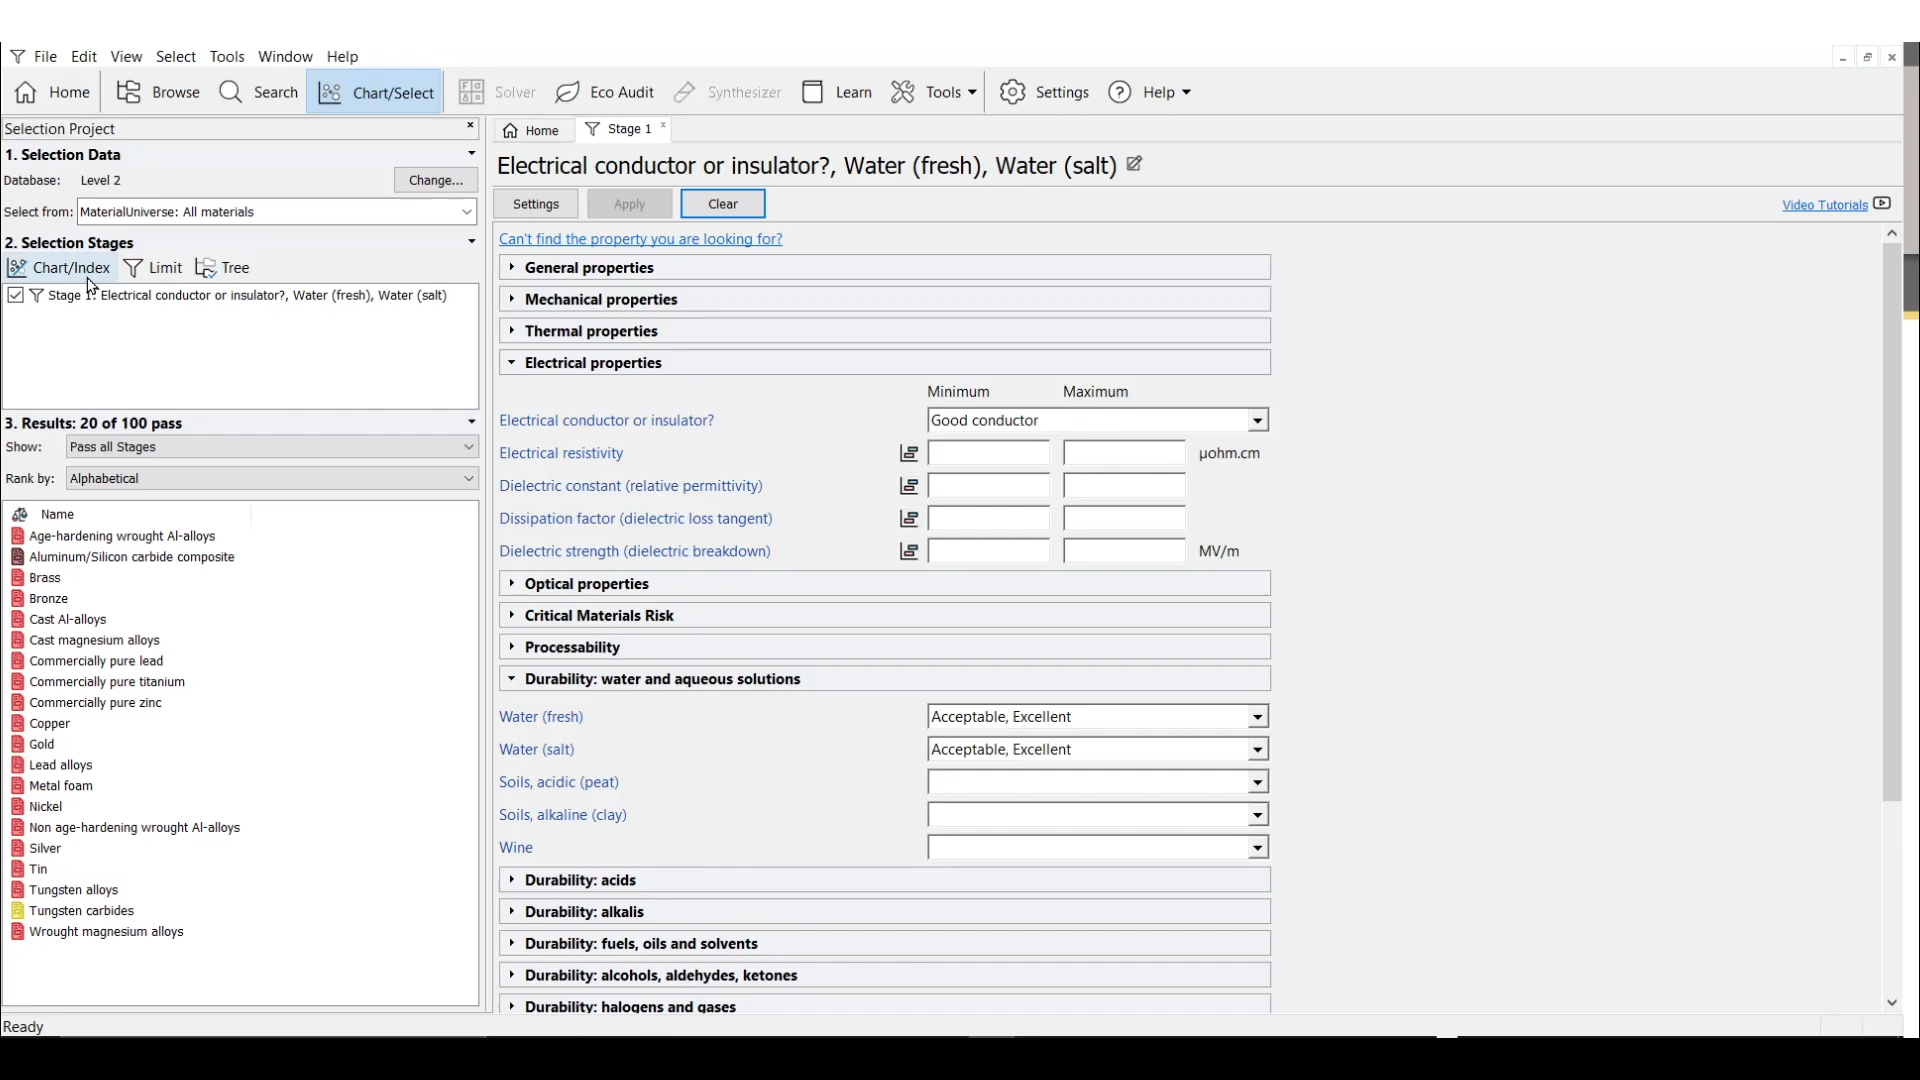 File Edit View Select Tools Window Help
Home Browse Search Chart/Select Solver Eco Audit Synthesizer Learn Tools Settings Help
Selection Project
1. Selection Data
Database: Level 2 Change...
Select from: MaterialUniverse: All materials
2. Selection Stages
Chart/Index Limit Tree
Stage 1: Electrical conductor or insulator?, Water (fresh), Water (salt)
3. Results: 20 of 100 pass
Show: Pass all Stages
Rank by: Alphabetical
Name
Age-hardening wrought Al-alloys
Aluminum/Silicon carbide composite
Brass
Bronze
Cast Al-alloys
Cast magnesium alloys
Commercially pure lead
Commercially pure titanium
Commercially pure zinc
Copper
Gold
Lead alloys
Metal foam
Nickel
Non age-hardening wrought Al-alloys
Silver
Tin
Tungsten alloys
Tungsten carbides
Wrought magnesium alloys
Ready
Home Stage 1
Electrical conductor or insulator?, Water (fresh), Water (salt)
Settings Apply Clear
Video Tutorials
Can't find the property you are looking for?
General properties
Mechanical properties
Thermal properties
Electrical properties
Minimum Maximum
Electrical conductor or insulator? Good conductor
Electrical resistivity µohm.cm
Dielectric constant (relative permittivity)
Dissipation factor (dielectric loss tangent)
Dielectric strength (dielectric breakdown) MV/m
Optical properties
Critical Materials Risk
Processability
Durability: water and aqueous solutions
Water (fresh) Acceptable, Excellent
Water (salt) Acceptable, Excellent
Soils, acidic (peat)
Soils, alkaline (clay)
Wine
Durability: acids
Durability: alkalis
Durability: fuels, oils and solvents
Durability: alcohols, aldehydes, ketones
Durability: halogens and gases